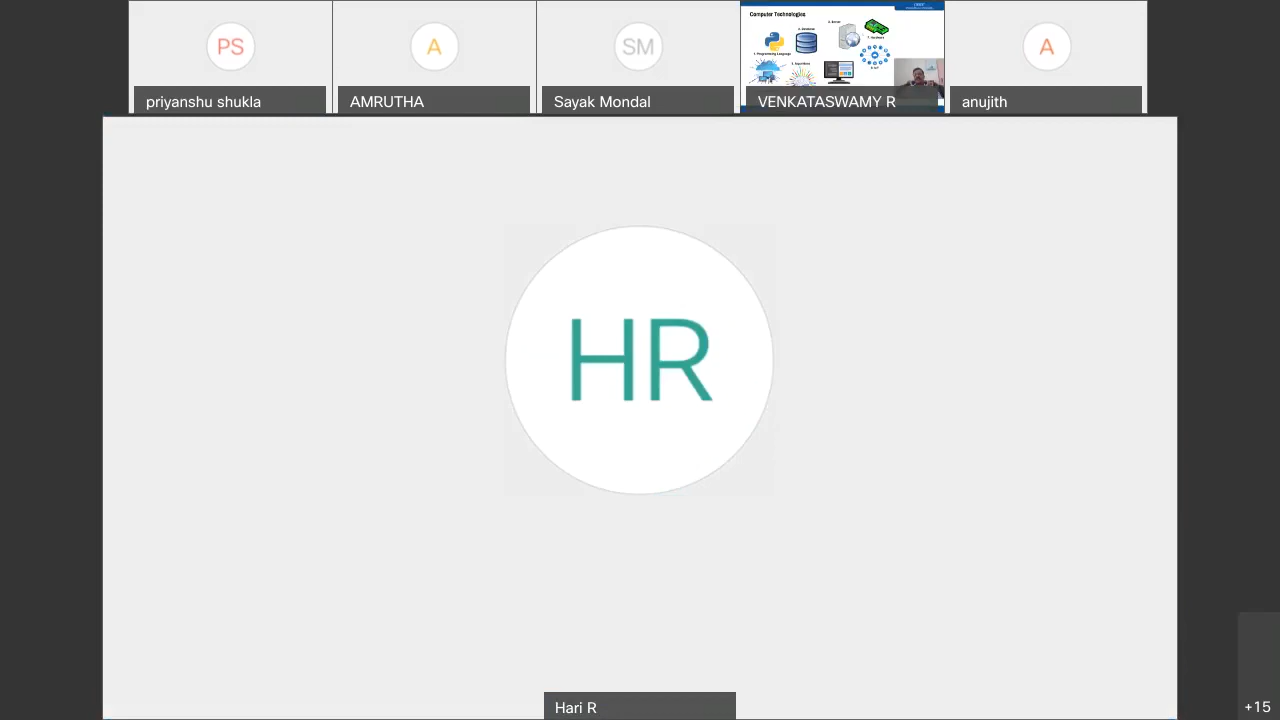 PS
priyanshu shukla
A
AMRUTHA
SM
Sayak Mondal
Computer Technologies
VENKATASWAMY R
A
anujith
HR
Hari R
+15